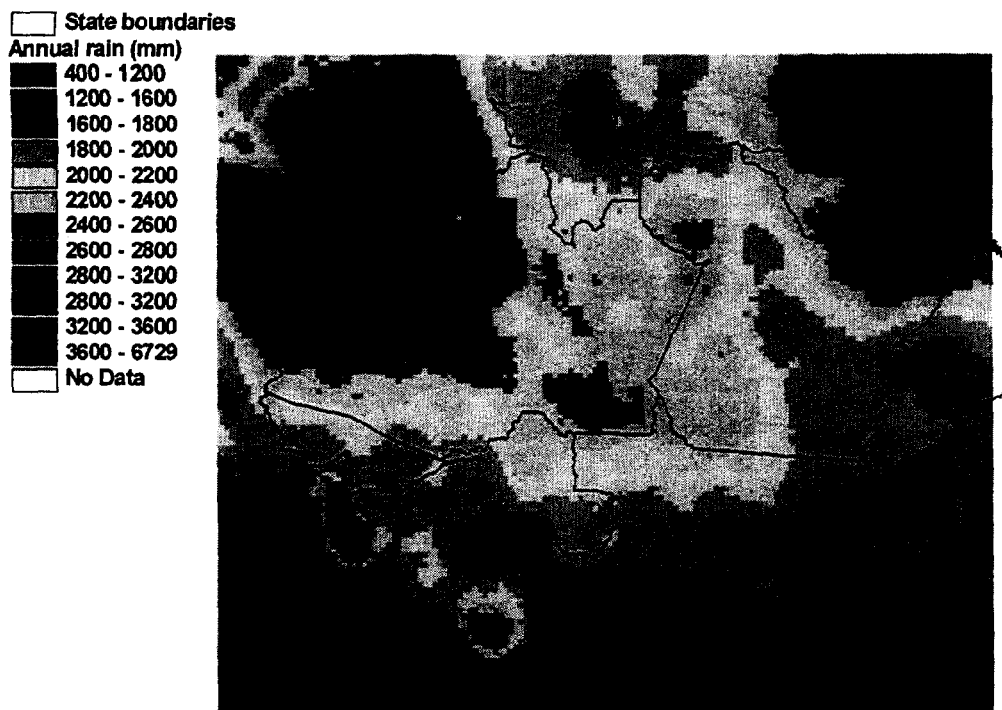 State boundaries
Annual rain (mm)
400 - 1200
1200 - 1600
1600 - 1800
1800 - 2000
2000 - 2200
2200 - 2400
2400 - 2600
2600 - 2800
2800 - 3200
2800 - 3200
3200 - 3600
3600 - 6729
No Data